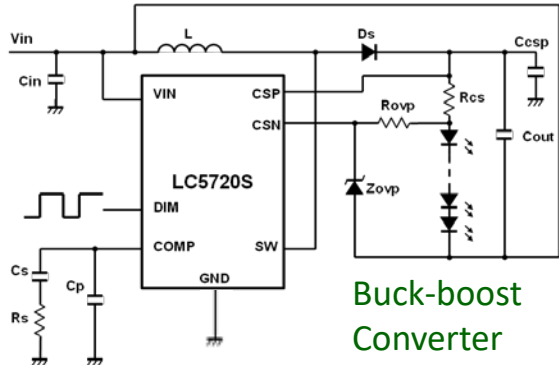 L
Ds
Ccsp
Vin
Cin
VIN
CSP
Rcs
Rovp
CSN
Cout
LC5720S
Zovp
DIM
COMP
SW
Cs
Cp
GND
Rs
Buck-boost
Converter